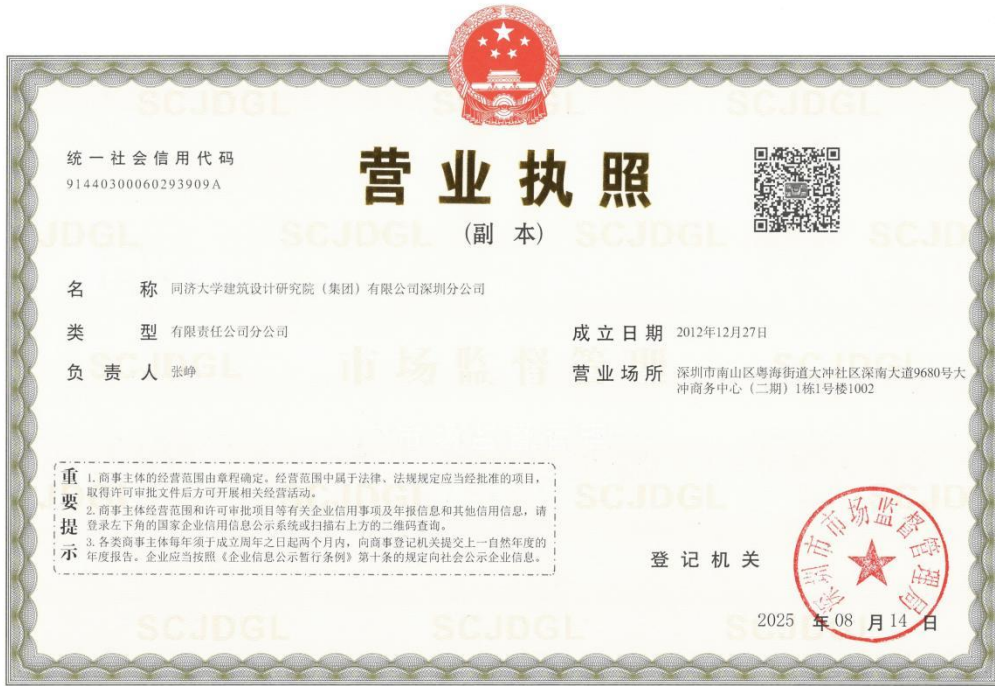 统一社会信用代码
91440300060293909A
营业执照
(副 本)
名 称 同济大学建筑设计研究院（集团）有限公司深圳分公司
类 型 有限责任公司分公司
成立日期 2012年12月27日
负责人 张峥
营业场所 深圳市南山区粤海街道大冲社区深南大道9680号大
冲商务中心（二期）1栋1号楼1002
重要提示
1. 商事主体的经营范围由章程确定。经营范围中属于法律、法规规定应当经批准的项目，
取得许可审批文件后方可开展相关经营活动。
2. 商事主体经营范围和许可审批项目等有关企业信用事项及年报信息和其他信用信息，请
登录左下角的国家企业信用信息公示系统或扫描右上方的二维码查询。
3. 各类商事主体每年须于成立周年之日起两个月内，向商事登记机关提交上一自然年度的
年度报告。企业应当按照《企业信息公示暂行条例》第十条的规定向社会公示企业信息。
登记机关
深圳市市场监督管理局
2025 年 08 月 14 日
SCJDGL
市场监督管理